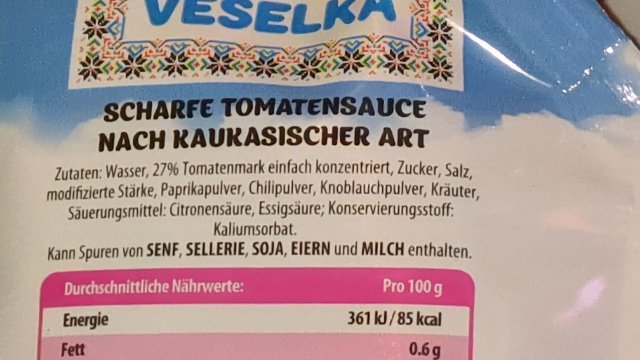 VESELKA
SCHARFE TOMATENSAUCE
NACH KAUKASISCHER ART
Zutaten: Wasser, 27% Tomatenmark einfach konzentriert, Zucker, Salz,
modifizierte Stärke, Paprikapulver, Chilipulver, Knoblauchpulver, Kräuter,
Säuerungsmittel: Citronensäure, Essigsäure; Konservierungsstoff:
Kaliumsorbat.
Kann Spuren von SENF, SELLERIE, SOJA, EIERN und MILCH enthalten.
Durchschnittliche Nährwerte: Pro 100 g
Energie 361 kJ/85 kcal
Fett 0.6 g